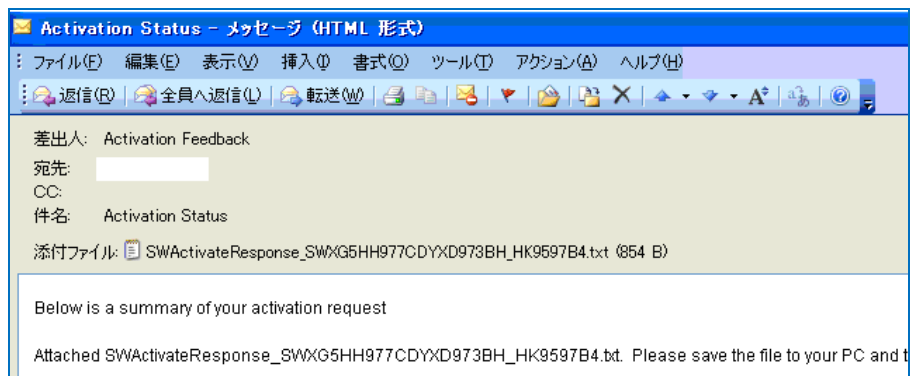 Activation Status - メッセージ (HTML 形式)
ファイル(F) 編集(E) 表示(V) 挿入(I) 書式(O) ツール(T) アクション(A) ヘルプ(H)
返信(R) 全員へ返信(L) 転送(W)
差出人: Activation Feedback
宛先:
CC:
件名: Activation Status
添付ファイル: SWActivateResponse_SWXG5HH977CDYXD973BH_HK9597B4.txt (854 B)
Below is a summary of your activation request
Attached SWActivateResponse_SWXG5HH977CDYXD973BH_HK9597B4.txt. Please save the file to your PC and t